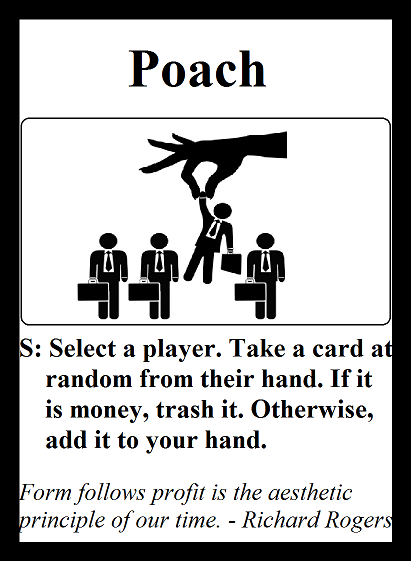 Poach
S: Select a player. Take a card at
random from their hand. If it
is money, trash it. Otherwise,
add it to your hand.
Form follows profit is the aesthetic
principle of our time. - Richard Rogers